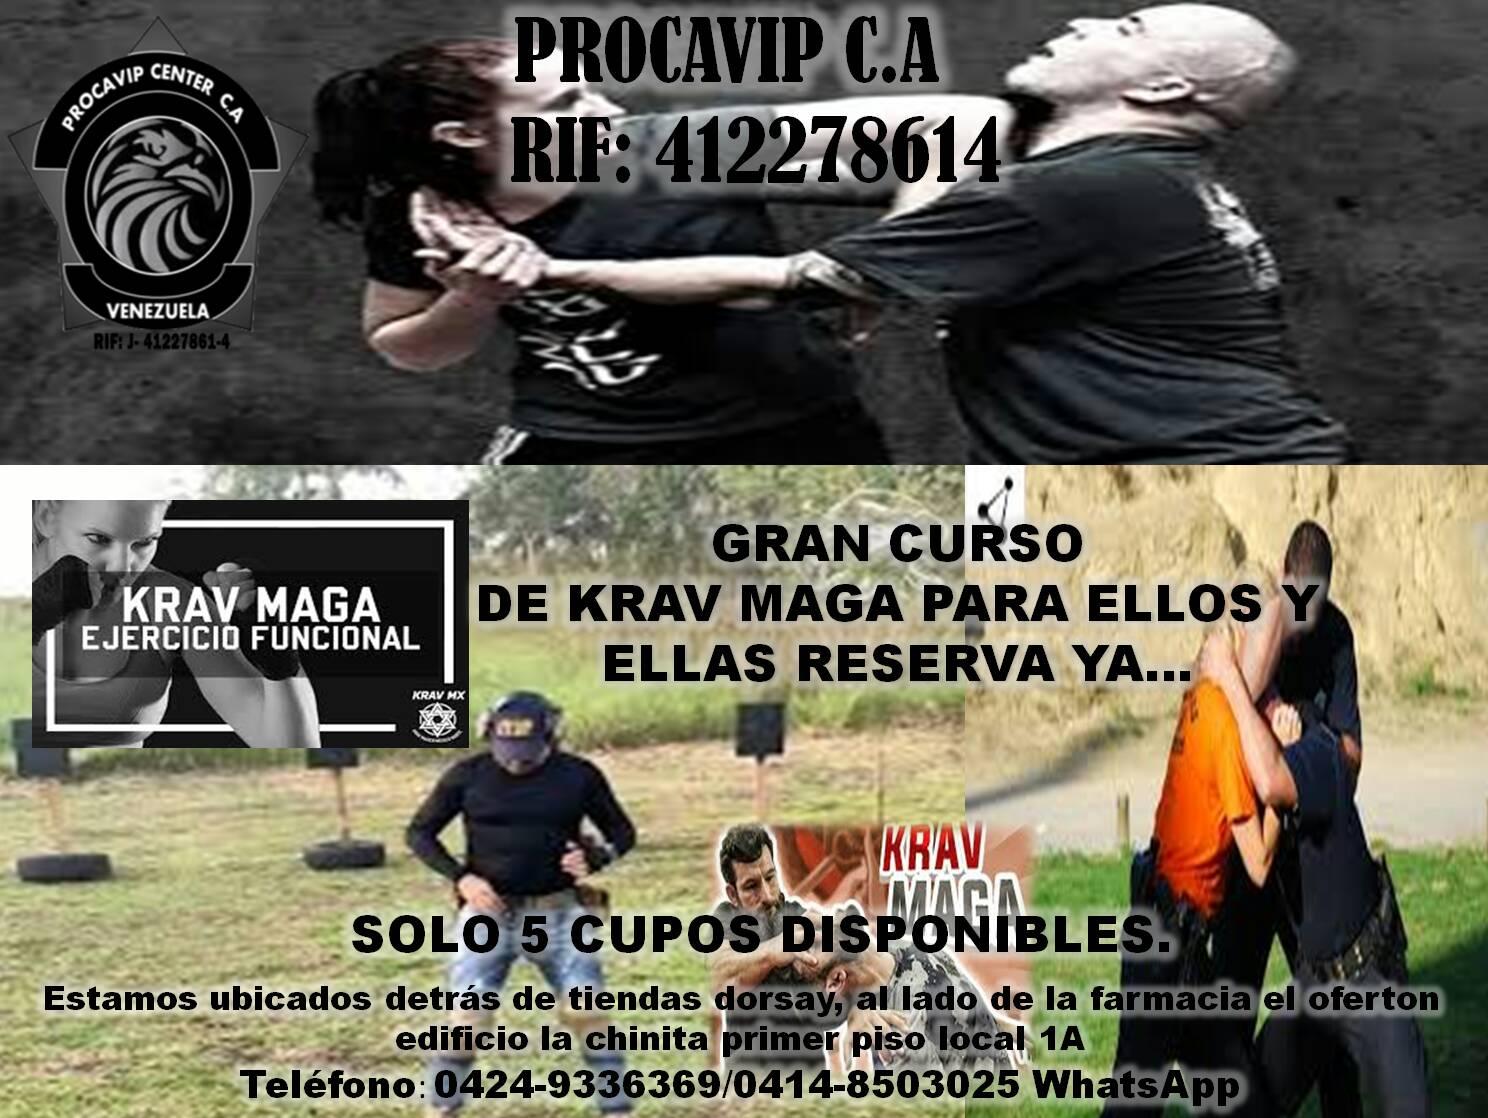 PROCAVIP C.A
RIF: 412278614
PROCAVIP CENTER C.A
VENEZUELA
RIF: J- 41227861-4
GRAN CURSO
DE KRAV MAGA PARA ELLOS Y
ELLAS RESERVA YA...
KRAV MAGA
EJERCICIO FUNCIONAL
KRAV MX
KRAV
MAGA
SOLO 5 CUPOS DISPONIBLES.
Estamos ubicados detrás de tiendas dorsay, al lado de la farmacia el oferton
edificio la chinita primer piso local 1A
Teléfono: 0424-9336369/0414-8503025 WhatsApp